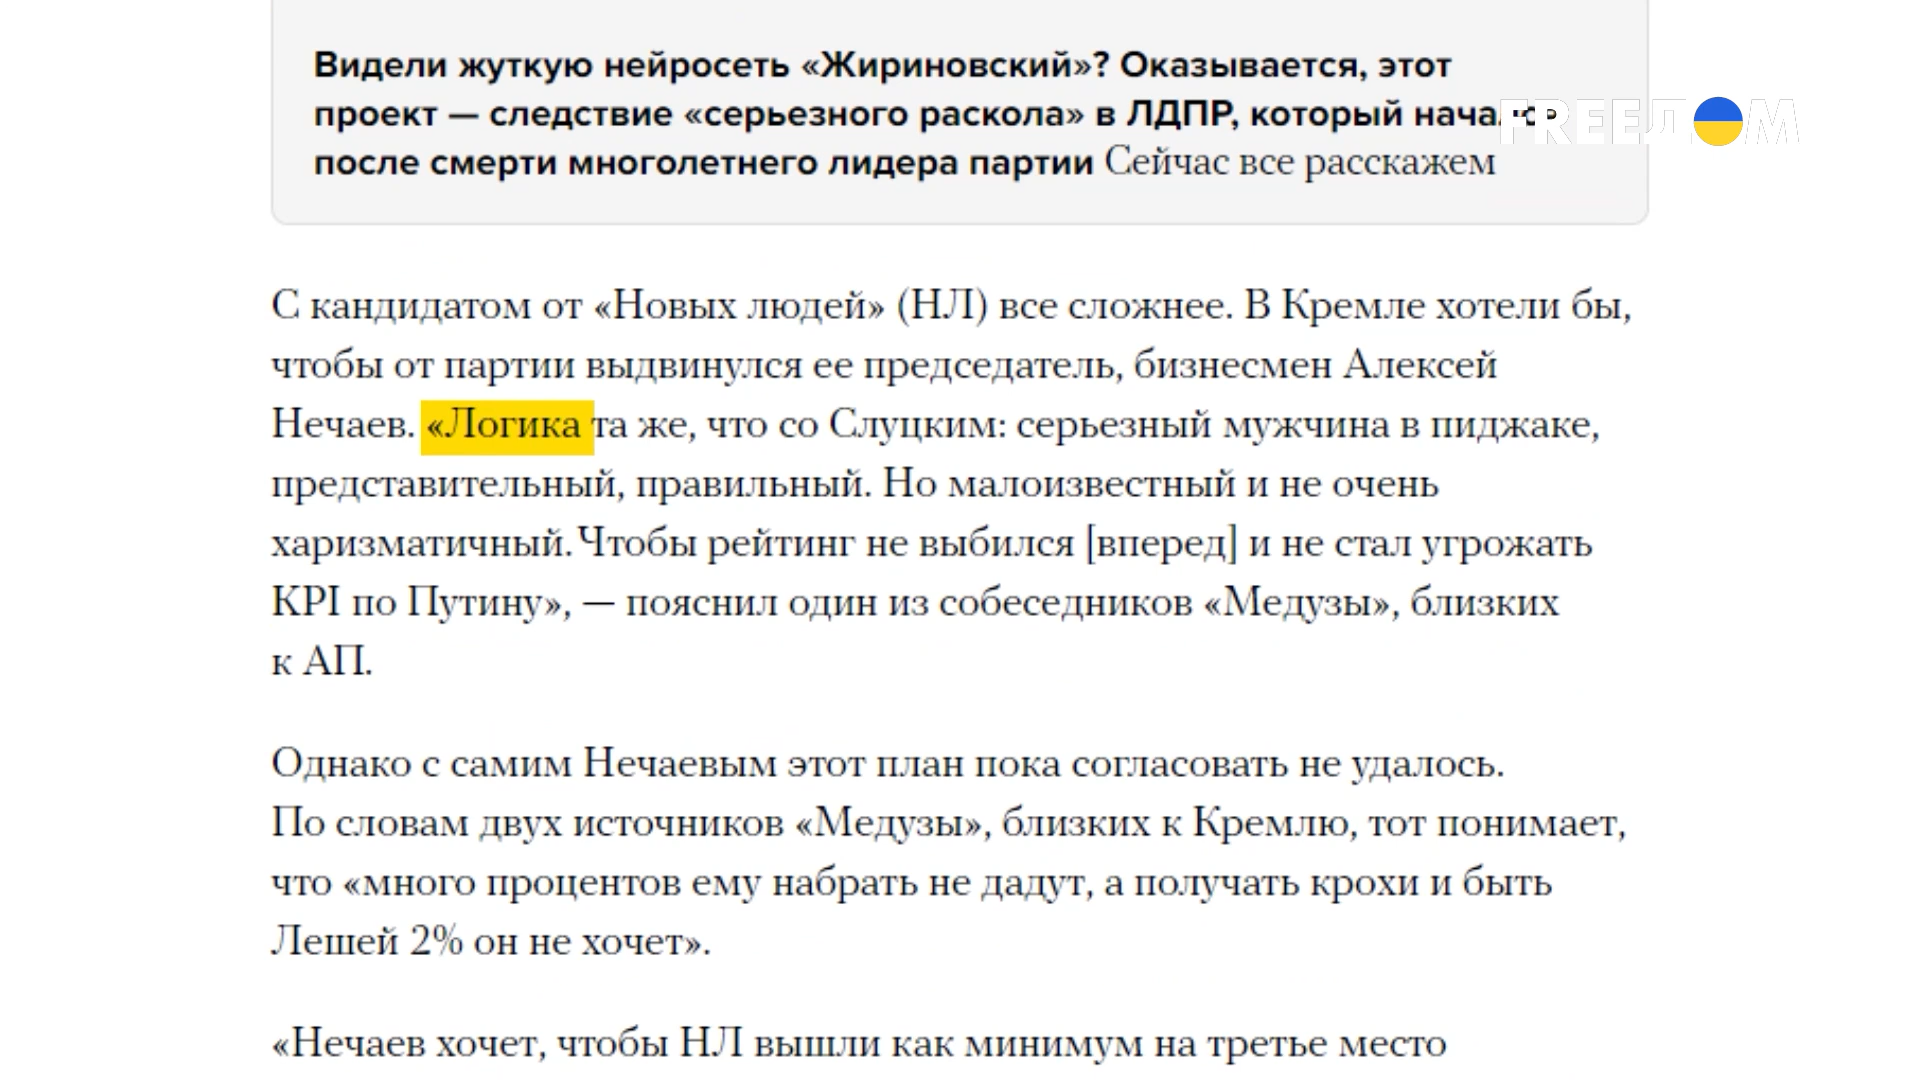 Видели жуткую нейросеть «Жириновский»? Оказывается, этот
проект — следствие «серьезного раскола» в ЛДПР, который начался
после смерти многолетнего лидера партии Сейчас все расскажем
FREEДOM
С кандидатом от «Новых людей» (НЛ) все сложнее. В Кремле хотели бы,
чтобы от партии выдвинулся ее председатель, бизнесмен Алексей
Нечаев. «Логика та же, что со Слуцким: серьезный мужчина в пиджаке,
представительный, правильный. Но малоизвестный и не очень
харизматичный. Чтобы рейтинг не выбился [вперед] и не стал угрожать
KPI по Путину», — пояснил один из собеседников «Медузы», близких
к АП.
Однако с самим Нечаевым этот план пока согласовать не удалось.
По словам двух источников «Медузы», близких к Кремлю, тот понимает,
что «много процентов ему набрать не дадут, а получать крохи и быть
Лешей 2% он не хочет».
«Нечаев хочет, чтобы НЛ вышли как минимум на третье место